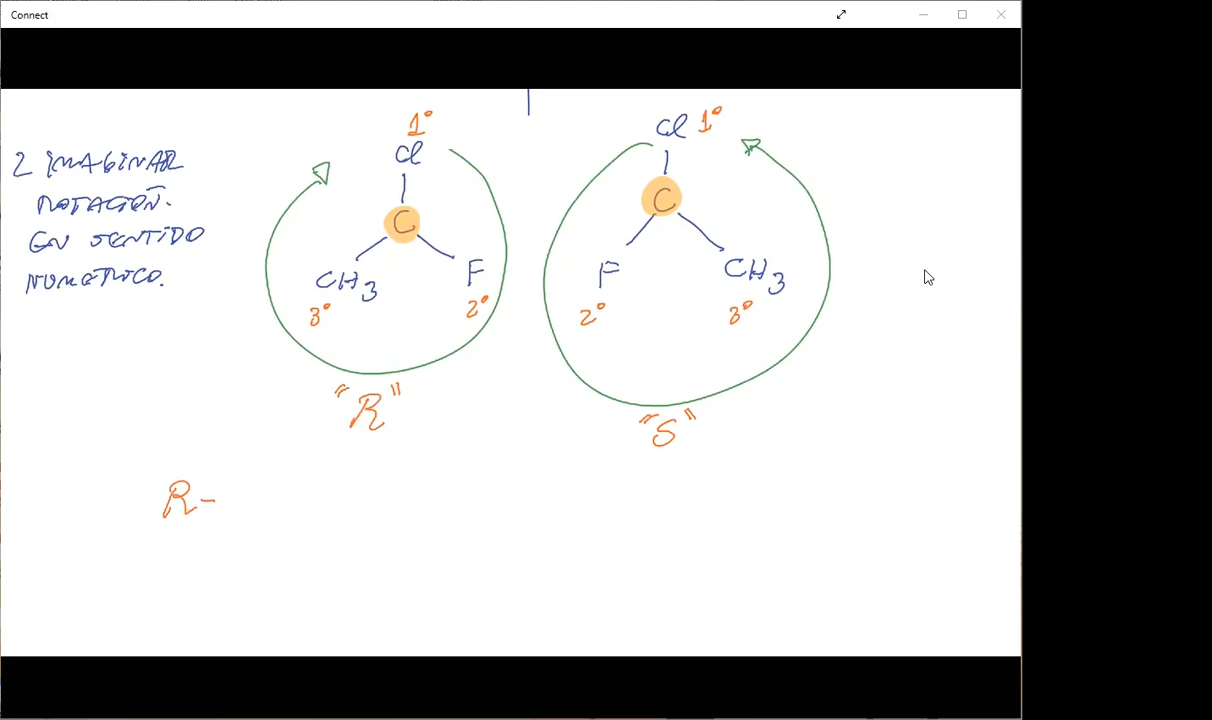 Connect
2 IMAGINAR
ROTACIÓN.
EN SENTIDO
NUMÉRICO.
1°
Cl
C
CH3
F
3°
2°
"R"
Cl 1°
C
F
CH3
2°
3°
"S"
R-